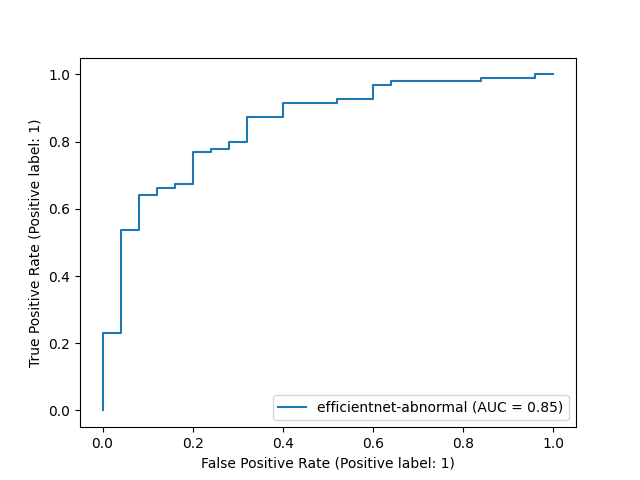 1.0
0.8
0.6
0.4
0.2
0.0
True Positive Rate (Positive label: 1)
efficientnet-abnormal (AUC = 0.85)
0.0 0.2 0.4 0.6 0.8 1.0
False Positive Rate (Positive label: 1)